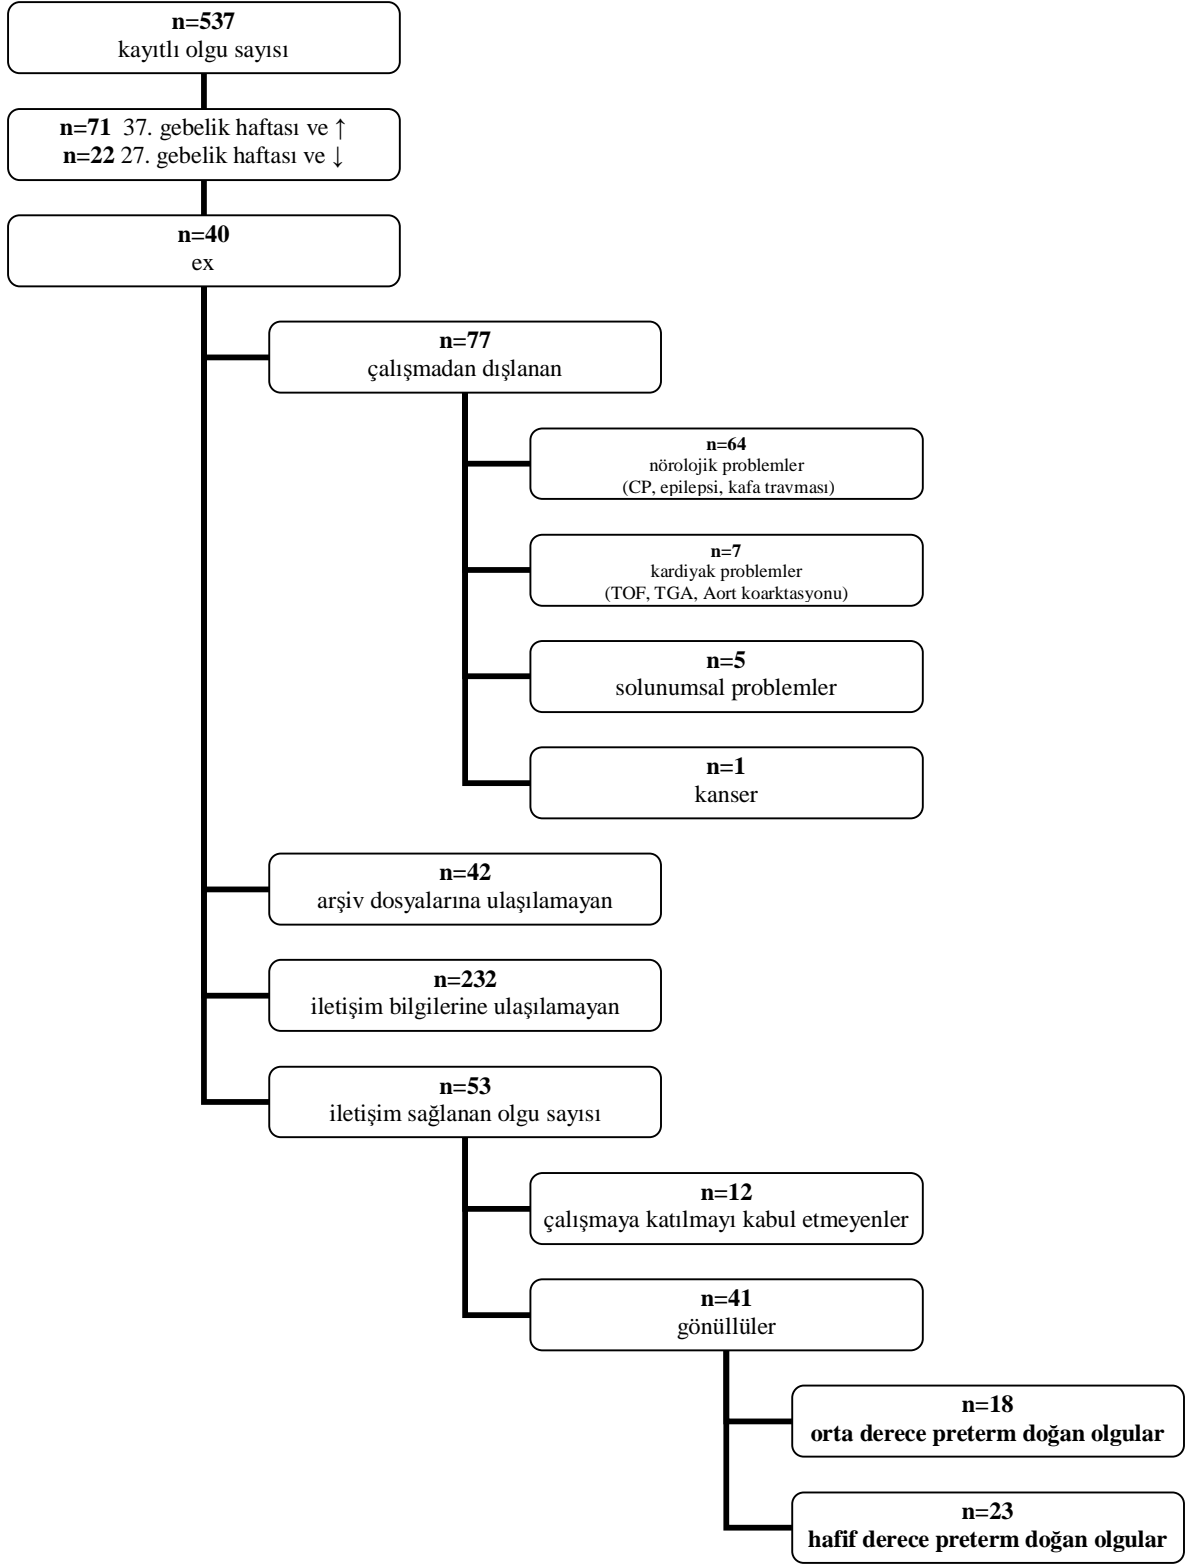 n=537
kayıtlı olgu sayısı
n=71 37. gebelik haftası ve ↑
n=22 27. gebelik haftası ve ↓
n=40
ex
n=77
çalışmadan dışlanan
n=64
nörolojik problemler
(CP, epilepsi, kafa travması)
n=7
kardiyak problemler
(TOF, TGA, Aort koarktasyonu)
n=5
solunumsal problemler
n=1
kanser
n=42
arşiv dosyalarına ulaşılamayan
n=232
iletişim bilgilerine ulaşılamayan
n=53
iletişim sağlanan olgu sayısı
n=12
çalışmaya katılmayı kabul etmeyenler
n=41
gönüllüler
n=18
orta derece preterm doğan olgular
n=23
hafif derece preterm doğan olgular